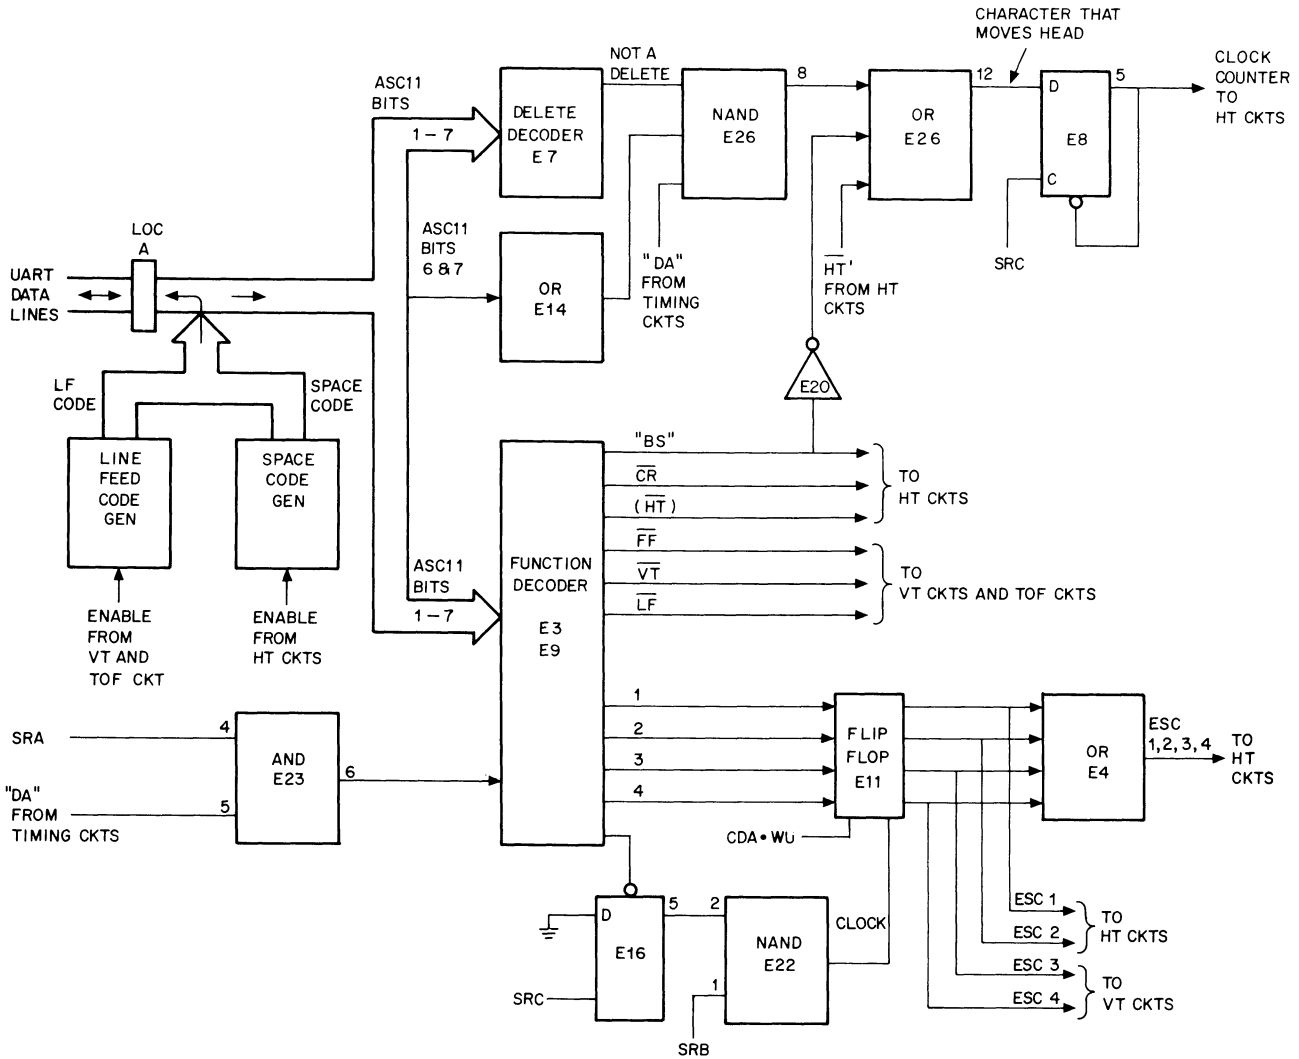 CHARACTER THAT
MOVES HEAD
NOT A
DELETE
ASC11
BITS
1-7
DELETE
DECODER
E7
NAND
E26
8
OR
E26
12
D
5
E8
C
CLOCK
COUNTER
TO
HT CKTS
SRC
LOC
A
UART
DATA
LINES
ASC11
BITS
6 & 7
OR
E14
"DA"
FROM
TIMING
CKTS
H̅T̅'
FROM HT
CKTS
E20
LF
CODE
SPACE
CODE
LINE
FEED
CODE
GEN
SPACE
CODE
GEN
ENABLE
FROM
VT AND
TOF CKT
ENABLE
FROM
HT CKTS
ASC11
BITS
1-7
FUNCTION
DECODER
E3
E9
"BS"
C̅R̅
(H̅T̅)
TO
HT CKTS
F̅F̅
V̅T̅
L̅F̅
TO
VT CKTS AND TOF CKTS
SRA
4
"DA"
FROM
TIMING CKTS
5
AND
E23
6
1
2
3
4
FLIP
FLOP
E11
CDA•WU
OR
E4
ESC
1,2,3,4
TO
HT
CKTS
D
E16
SRC
5
2
1
NAND
E22
SRB
CLOCK
ESC 1
ESC 2
TO
HT CKTS
ESC 3
ESC 4
TO
VT CKTS